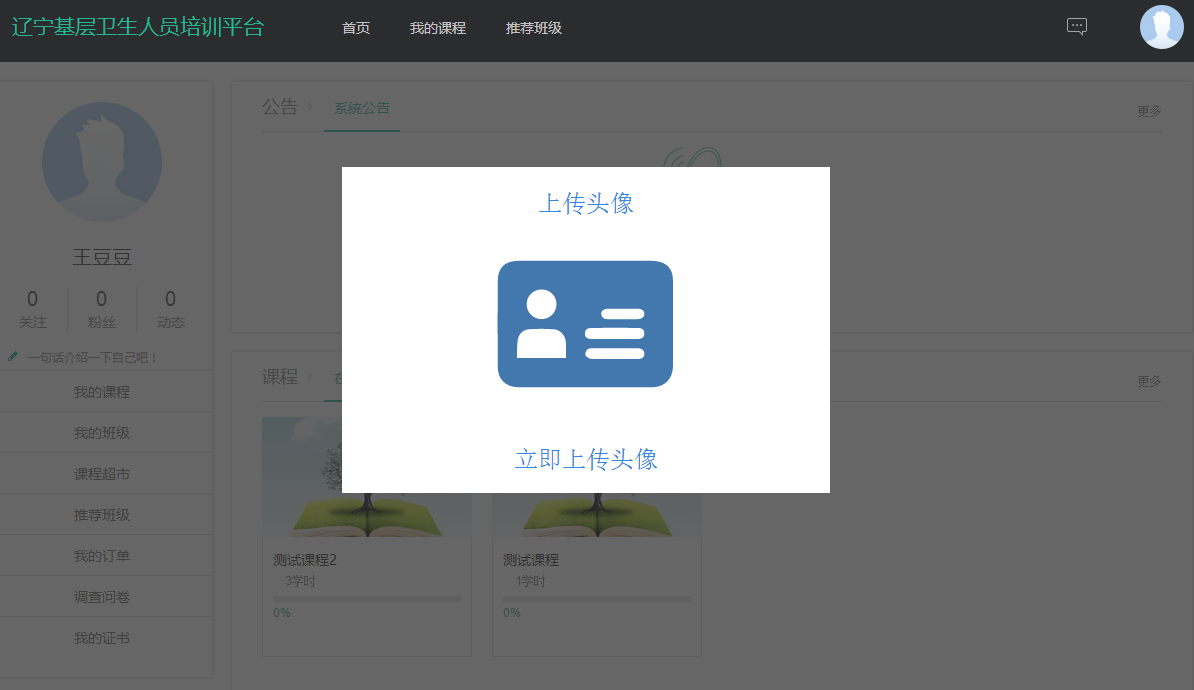 辽宁基层卫生人员培训平台
首页 我的课程 推荐班级
王豆豆
0 0 0
关注 粉丝 动态
一句话介绍一下自己吧！
我的课程
我的班级
课程超市
推荐班级
我的订单
调查问卷
我的证书
公告 系统公告 更多
上传头像
立即上传头像
课程 更多
测试课程2
3学时
0%
测试课程
1学时
0%